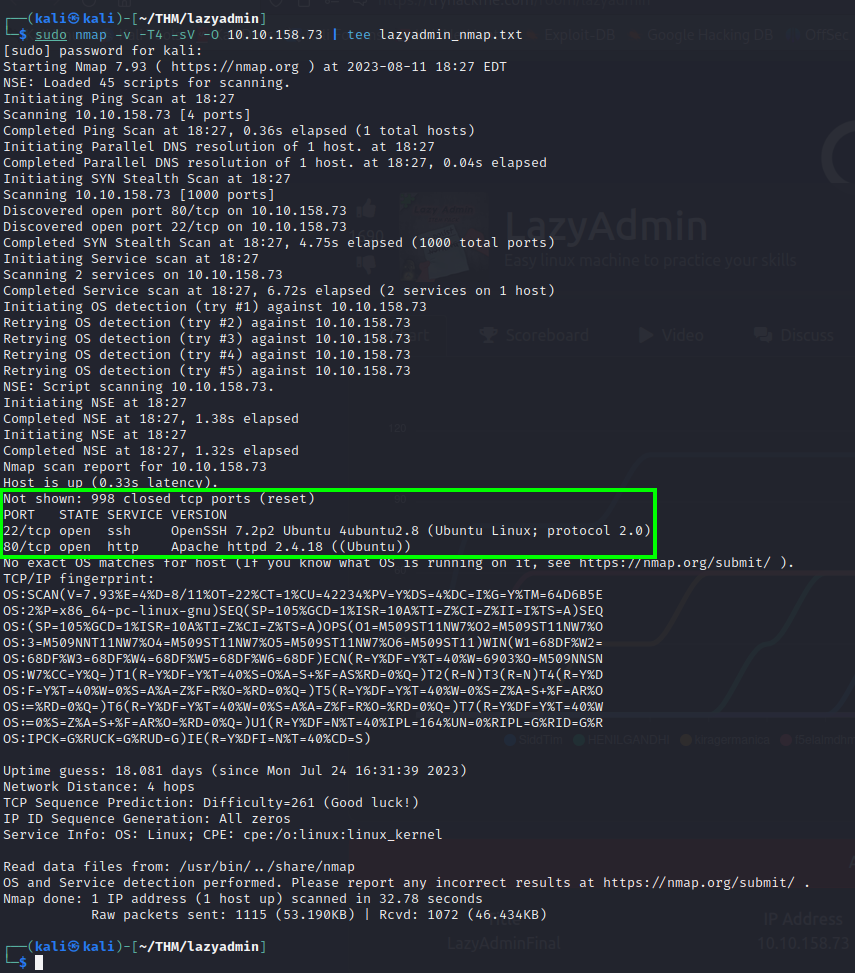 ┌──(kali㉿kali)-[~/THM/lazyadmin]
└─$ sudo nmap -v -T4 -sV -O 10.10.158.73 | tee lazyadmin_nmap.txt
Exploit-DB Google Hacking DB OffSec
[sudo] password for kali:
Starting Nmap 7.93 ( https://nmap.org ) at 2023-08-11 18:27 EDT
NSE: Loaded 45 scripts for scanning.
Initiating Ping Scan at 18:27
Scanning 10.10.158.73 [4 ports]
Completed Ping Scan at 18:27, 0.36s elapsed (1 total hosts)
Initiating Parallel DNS resolution of 1 host. at 18:27
Completed Parallel DNS resolution of 1 host. at 18:27, 0.04s elapsed
Initiating SYN Stealth Scan at 18:27
Scanning 10.10.158.73 [1000 ports]
Discovered open port 80/tcp on 10.10.158.73
Discovered open port 22/tcp on 10.10.158.73
LazyAdmin
Completed SYN Stealth Scan at 18:27, 4.75s elapsed (1000 total ports)
Initiating Service scan at 18:27
Easy linux machine to practice your skills
Scanning 2 services on 10.10.158.73
Completed Service scan at 18:27, 6.72s elapsed (2 services on 1 host)
Initiating OS detection (try #1) against 10.10.158.73
Retrying OS detection (try #2) against 10.10.158.73
Retrying OS detection (try #3) against 10.10.158.73
Scoreboard Video Discuss
Retrying OS detection (try #4) against 10.10.158.73
Retrying OS detection (try #5) against 10.10.158.73
NSE: Script scanning 10.10.158.73.
Initiating NSE at 18:27
Completed NSE at 18:27, 1.38s elapsed
Initiating NSE at 18:27
120
Completed NSE at 18:27, 1.32s elapsed
Nmap scan report for 10.10.158.73
Host is up (0.33s latency).
Not shown: 998 closed tcp ports (reset)
PORT   STATE SERVICE VERSION
22/tcp open  ssh     OpenSSH 7.2p2 Ubuntu 4ubuntu2.8 (Ubuntu Linux; protocol 2.0)
80/tcp open  http    Apache httpd 2.4.18 ((Ubuntu))
No exact OS matches for host (If you know what OS is running on it, see https://nmap.org/submit/ ).
TCP/IP fingerprint:
OS:SCAN(V=7.93%E=4%D=8/11%OT=22%CT=1%CU=42234%PV=Y%DS=4%DC=I%G=Y%TM=64D6B5E
OS:2%P=x86_64-pc-linux-gnu)SEQ(SP=105%GCD=1%ISR=10A%TI=Z%CI=Z%II=I%TS=A)SEQ
OS:(SP=105%GCD=1%ISR=10A%TI=Z%CI=Z%TS=A)OPS(O1=M509ST11NW7%O2=M509ST11NW7%O
OS:3=M509NNT11NW7%O4=M509ST11NW7%O5=M509ST11NW7%O6=M509ST11)WIN(W1=68DF%W2=
OS:68DF%W3=68DF%W4=68DF%W5=68DF%W6=68DF)ECN(R=Y%DF=Y%T=40%W=6903%O=M509NNSN
OS:W7%CC=Y%Q=)T1(R=Y%DF=Y%T=40%S=O%A=S+%F=AS%RD=0%Q=)T2(R=N)T3(R=N)T4(R=Y%D
OS:F=Y%T=40%W=0%S=A%A=Z%F=R%O=%RD=0%Q=)T5(R=Y%DF=Y%T=40%W=0%S=Z%A=S+%F=AR%O
OS:=%RD=0%Q=)T6(R=Y%DF=Y%T=40%W=0%S=A%A=Z%F=R%O=%RD=0%Q=)T7(R=Y%DF=Y%T=40%W
OS:=0%S=Z%A=S+%F=AR%O=%RD=0%Q=)U1(R=Y%DF=N%T=40%IPL=164%UN=0%RIPL=G%RID=G%R
OS:IPCK=G%RUCK=G%RUD=G)IE(R=Y%DFI=N%T=40%CD=S)
Uptime guess: 18.081 days (since Mon Jul 24 16:31:39 2023)
Network Distance: 4 hops
TCP Sequence Prediction: Difficulty=261 (Good luck!)
IP ID Sequence Generation: All zeros
Service Info: OS: Linux; CPE: cpe:/o:linux:linux_kernel
Read data files from: /usr/bin/../share/nmap
OS and Service detection performed. Please report any incorrect results at https://nmap.org/submit/ .
Nmap done: 1 IP address (1 host up) scanned in 32.78 seconds
Raw packets sent: 1115 (53.190KB) | Rcvd: 1072 (46.434KB)
IP Address
┌──(kali㉿kali)-[~/THM/lazyadmin]
LazyAdminFinal 10.10.158.73
└─$